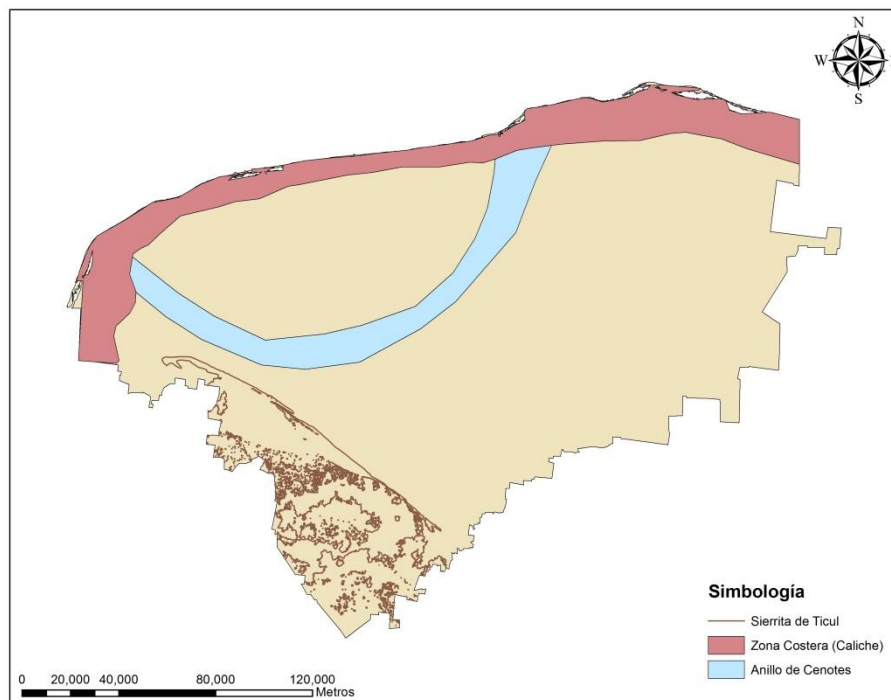 N
W E
S
Simbología
Sierrita de Ticul
Zona Costera (Caliche)
Anillo de Cenotes
0 20,000 40,000 80,000 120,000
Metros